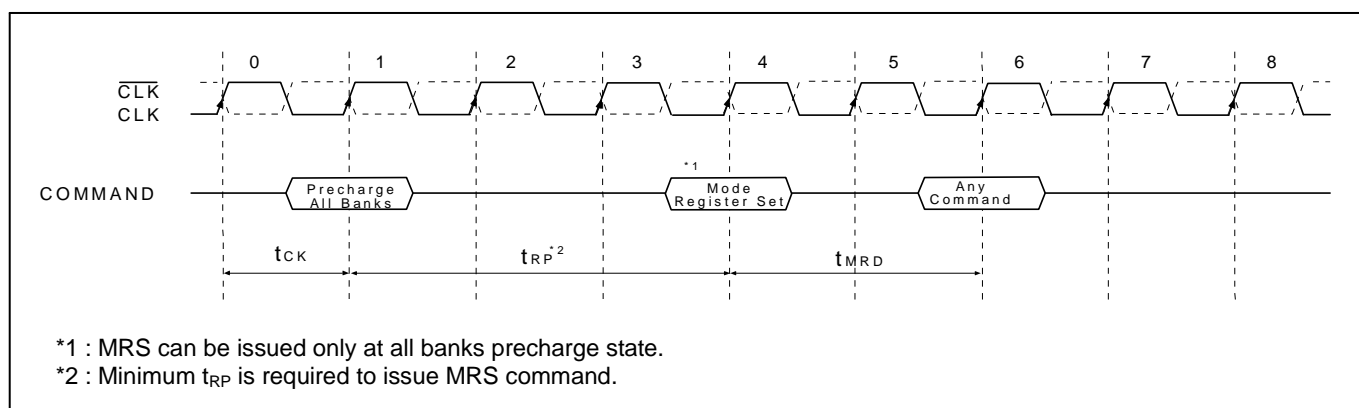 0 1 2 3 4 5 6 7 8
CLK
CLK
*1
COMMAND
Precharge
All Banks
Mode
Register Set
Any
Command
tCK
tRP*2
tMRD
*1 : MRS can be issued only at all banks precharge state.
*2 : Minimum tRP is required to issue MRS command.